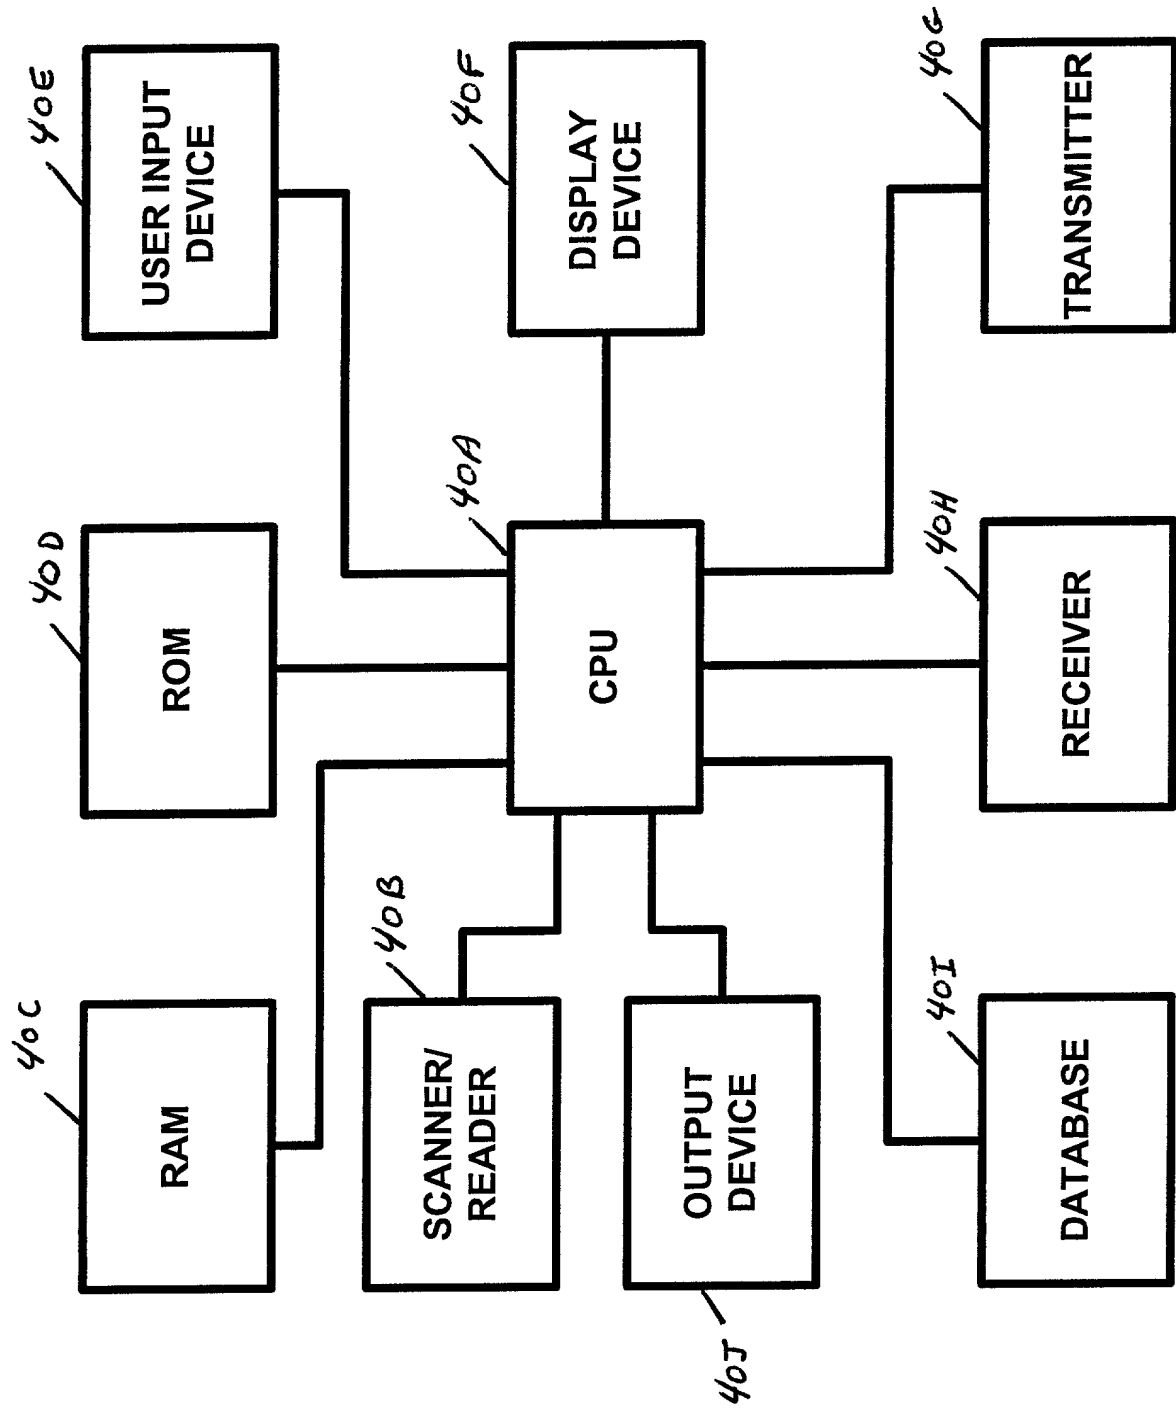 40C
RAM
40D
ROM
40E
USER INPUT
DEVICE
40B
SCANNER/
READER
40A
CPU
40F
DISPLAY
DEVICE
40J
OUTPUT
DEVICE
40I
DATABASE
40H
RECEIVER
40G
TRANSMITTER